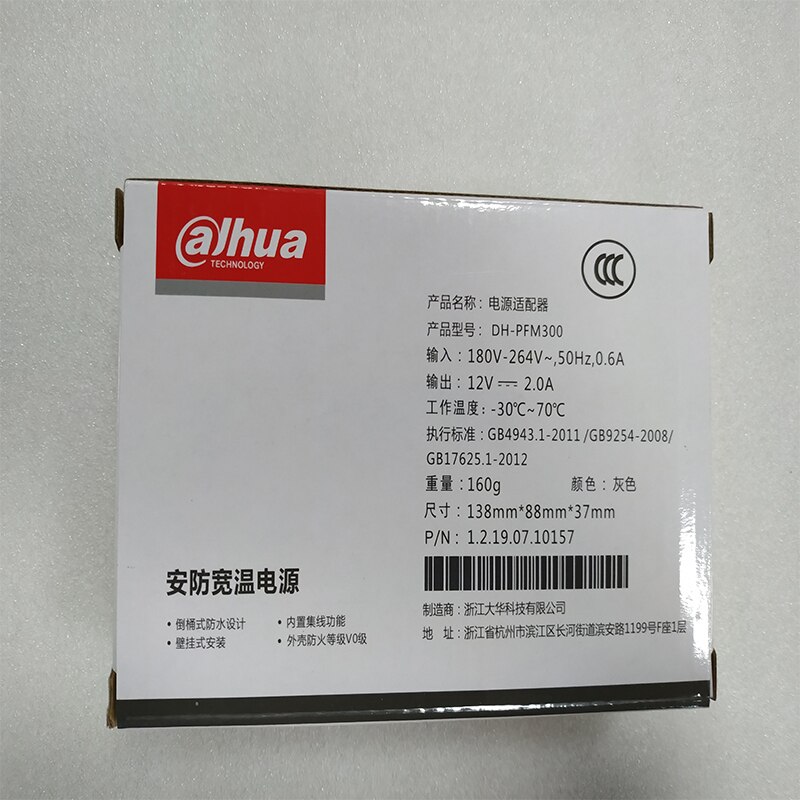 alhua
TECHNOLOGY
CCC
产品名称: 电源适配器
产品型号: DH-PFM300
输入: 180V-264V~,50Hz,0.6A
输出: 12V⎓2.0A
工作温度: -30℃~70℃
执行标准: GB4943.1-2011 /GB9254-2008/
GB17625.1-2012
重量: 160g 颜色: 灰色
尺寸: 138mm*88mm*37mm
P/N: 1.2.19.07.10157
制造商: 浙江大华科技有限公司
地 址: 浙江省杭州市滨江区长河街道滨安路1199号F座1层
安防宽温电源
• 倒桶式防水设计 • 内置集线功能
• 壁挂式安装 • 外壳防火等级V0级